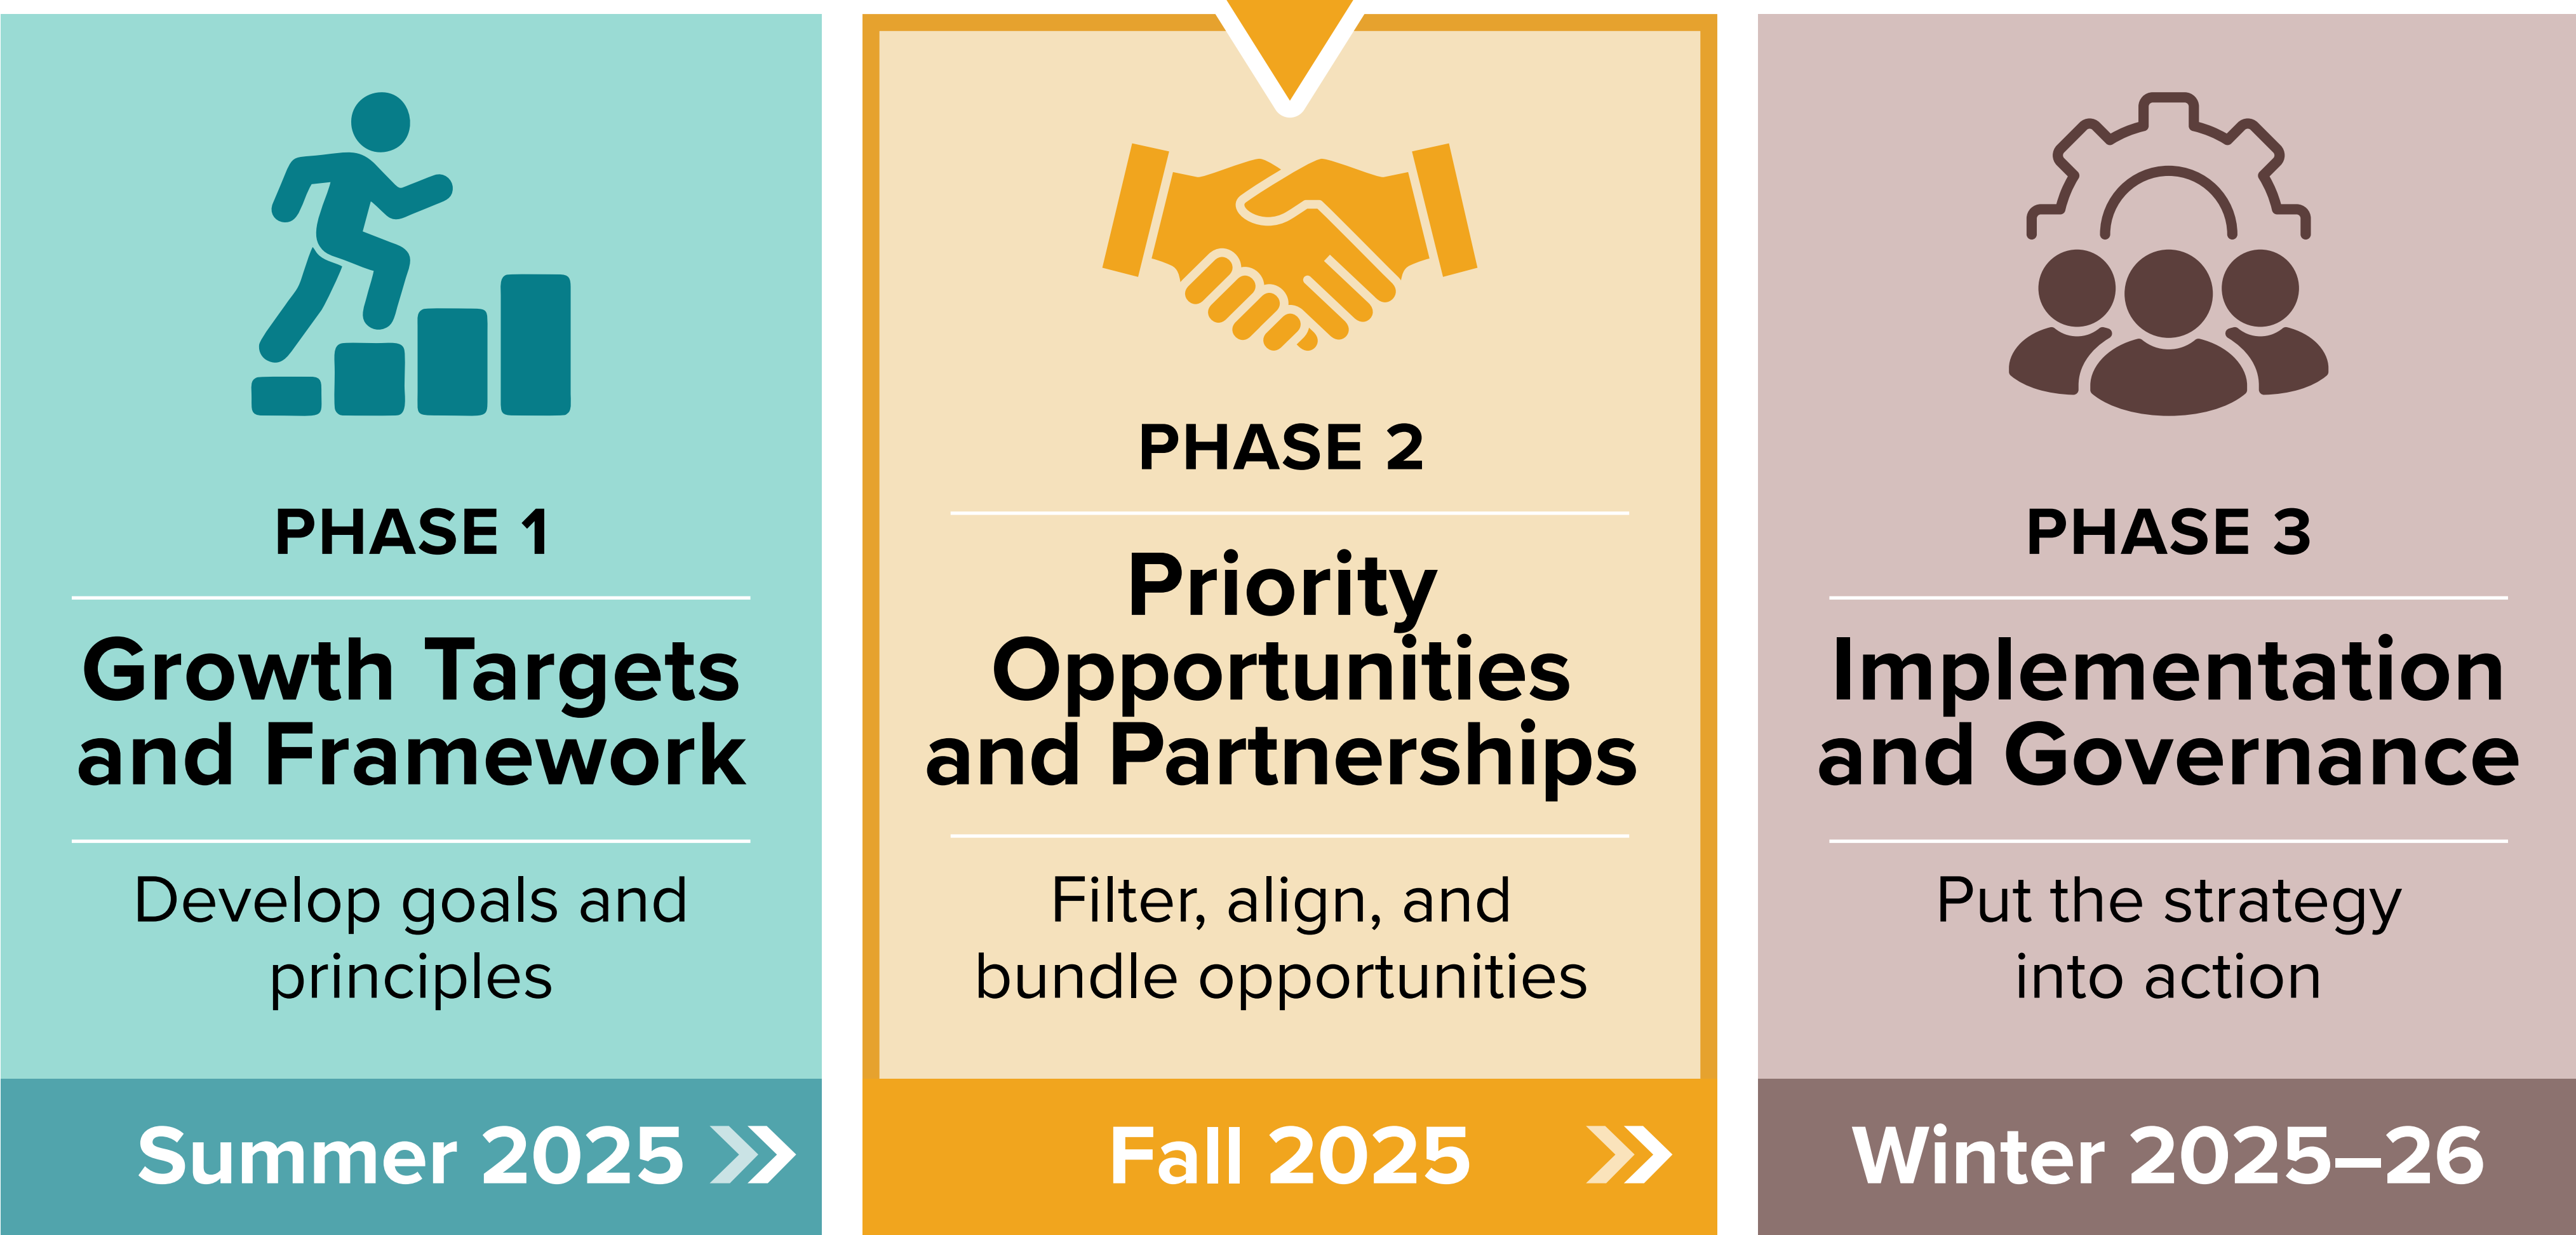 PHASE 1
Growth Targets
and Framework
Develop goals and
principles
Summer 2025
PHASE 2
Priority
Opportunities
and Partnerships
Filter, align, and
bundle opportunities
Fall 2025
PHASE 3
Implementation
and Governance
Put the strategy
into action
Winter 2025–26